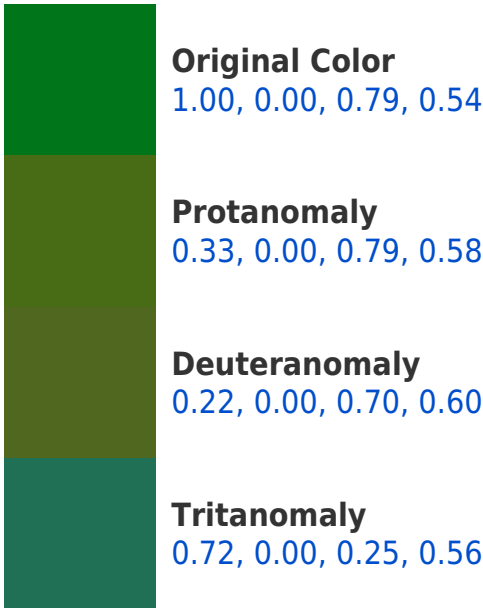 Original Color
1.00, 0.00, 0.79, 0.54
Protanomaly
0.33, 0.00, 0.79, 0.58
Deuteranomaly
0.22, 0.00, 0.70, 0.60
Tritanomaly
0.72, 0.00, 0.25, 0.56